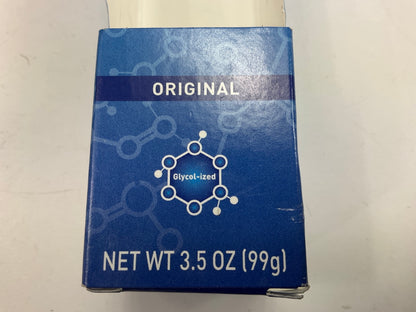 ORIGINAL
Glycol-ized
NET WT 3.5 OZ (99g)